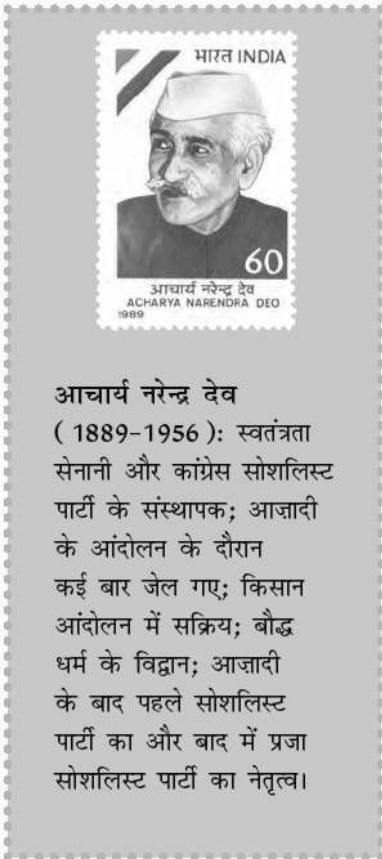 भारत INDIA
60
आचार्य नरेन्द्र देव
ACHARYA NARENDRA DEO
1989
आचार्य नरेन्द्र देव
( 1889-1956 ): स्वतंत्रता
सेनानी और कांग्रेस सोशलिस्ट
पार्टी के संस्थापक; आज़ादी
के आंदोलन के दौरान
कई बार जेल गए; किसान
आंदोलन में सक्रिय; बौद्ध
धर्म के विद्वान; आज़ादी
के बाद पहले सोशलिस्ट
पार्टी का और बाद में प्रजा
सोशलिस्ट पार्टी का नेतृत्व।